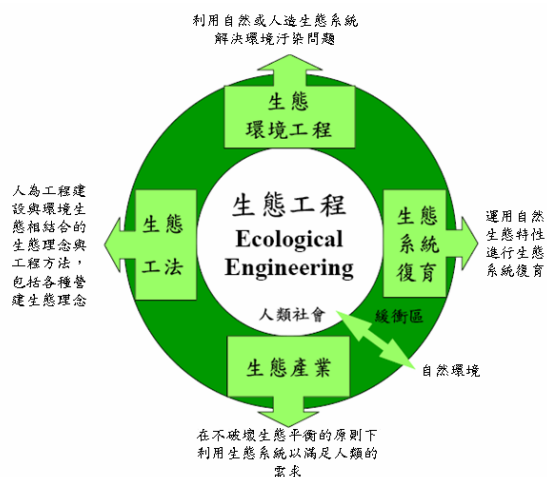 利用自然或人造生態系統
解決環境汙染問題
生態
環境工程
人為工程建
設與環境生
態相結合的
生態理念與
工程方法，
包括各種營
建生態理念
生態
工法
生態工程
Ecological
Engineering
人類社會
生態
系統
復育
運用自然
生態特性
進行生態
系統復育
緩衝區
自然環境
生態產業
在不破壞生態平衡的原則下
利用生態系統以滿足人類的
需求